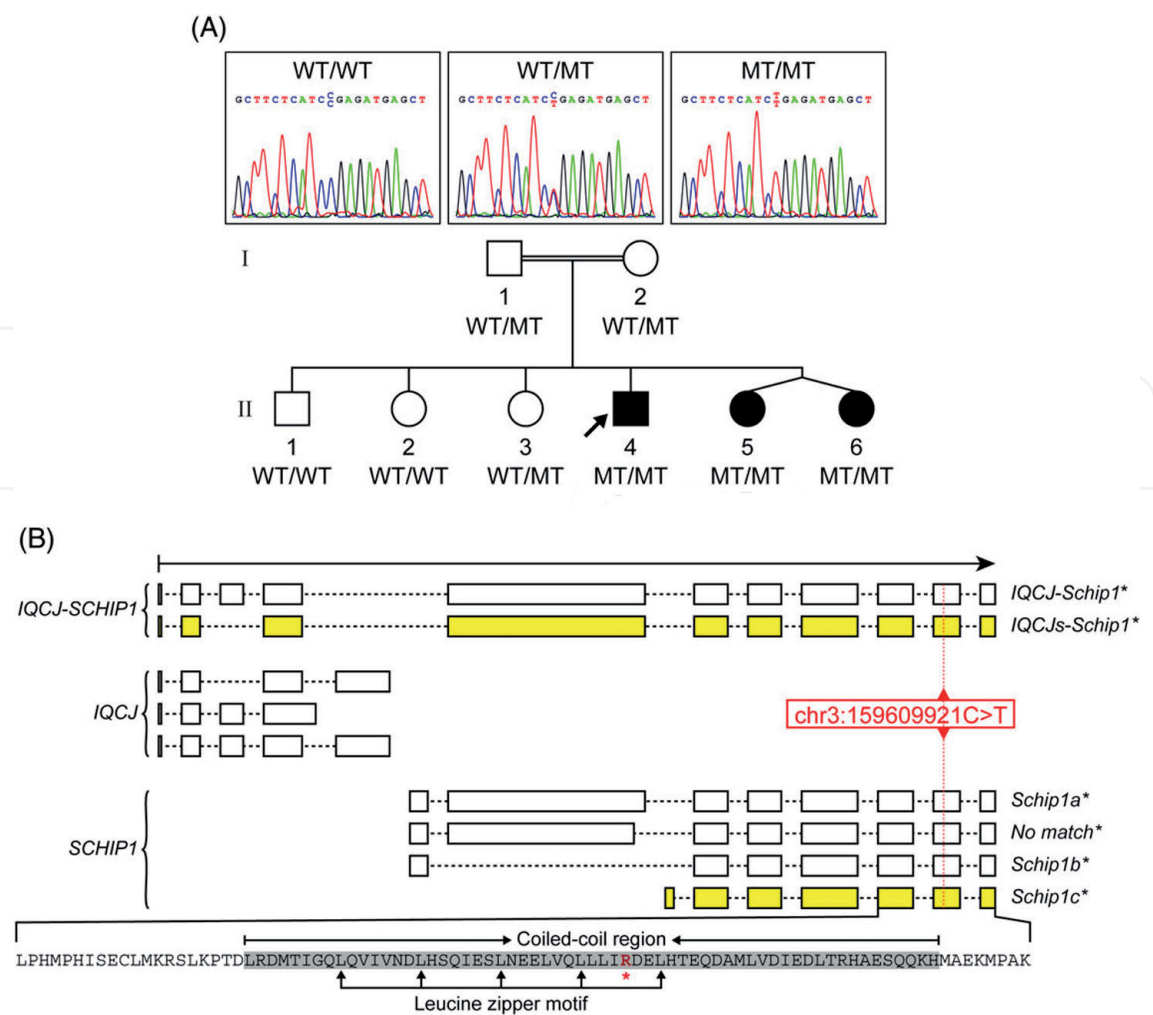 (A)
WT/WT WT/MT MT/MT
GCTTCTCATCC̲GAGATGAGCT GCTTCTCATCCGAGATGAGCT GCTTCTCATCTGAGATGAGCT
C C T
C T T
I
1 2
WT/MT WT/MT
II
1 2 3 4 5 6
WT/WT WT/WT WT/MT MT/MT MT/MT MT/MT
(B)
IQCJ-SCHIP1
IQCJ-Schip1*
IQCJs-Schip1*
IQCJ
chr3:159609921C>T
SCHIP1
Schip1a*
No match*
Schip1b*
Schip1c*
Coiled-coil region
LPHMPHISECLMKRSLKPTDLRDMTIGQLQVIVNDLHSQIESLNEELVQLLLIRDELHTEQDAMLVDIEDLTRHAESQQKHMAEKMPAK
*
Leucine zipper motif